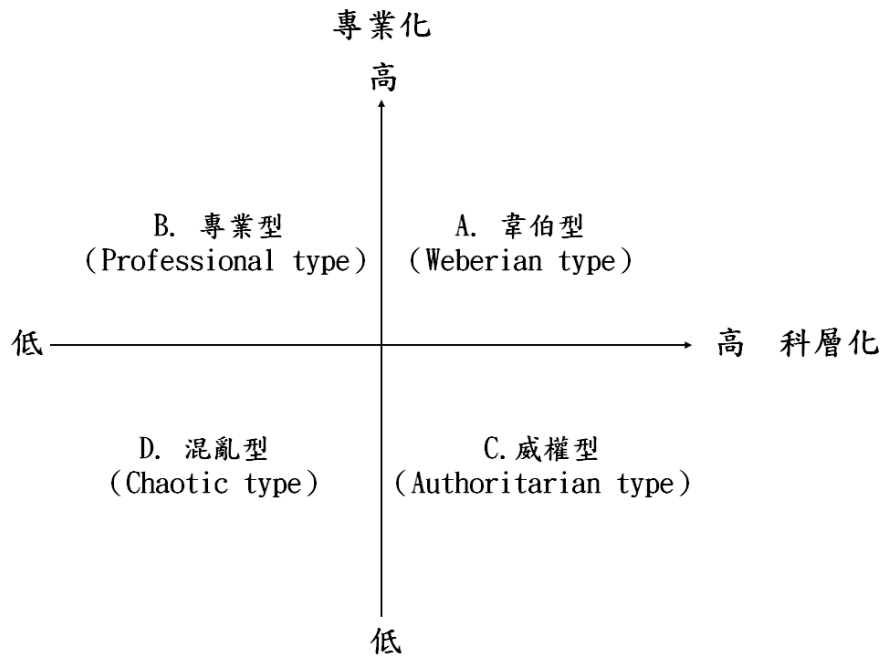 專業化
高
B. 專業型
（Professional type）
A. 韋伯型
（Weberian type）
低
高 科層化
D. 混亂型
（Chaotic type）
C.威權型
（Authoritarian type）
低